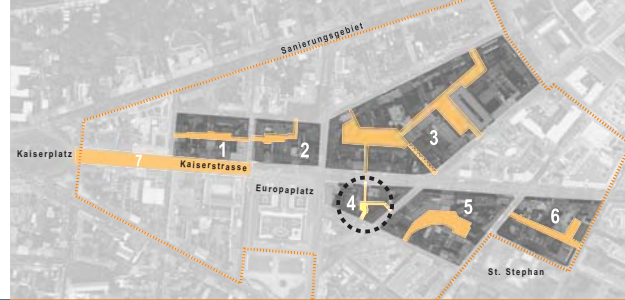 Sanierungsgebiet
3
1
2
Kaiserplatz
7
Kaiserstrasse
Europaplatz
4
5
6
St. Stephan